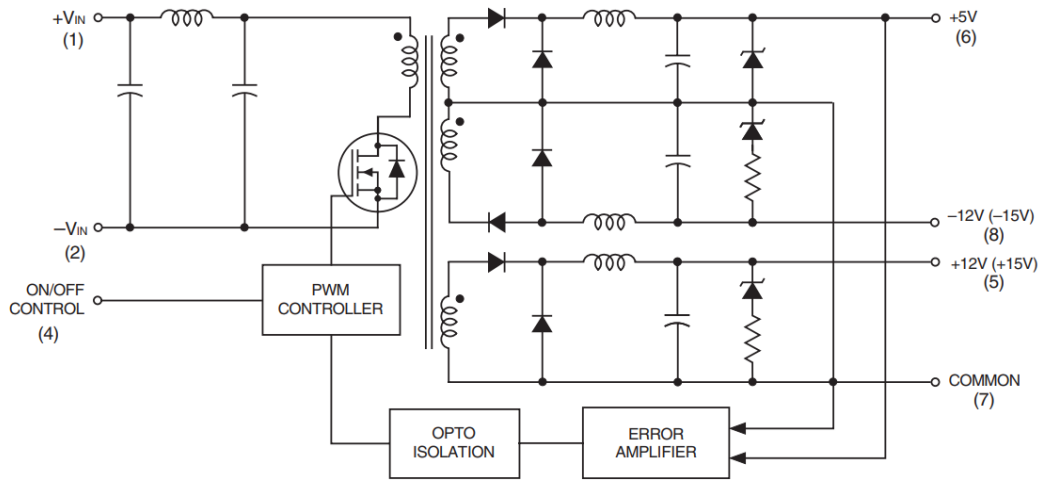 +VIN
(1)
–VIN
(2)
ON/OFF
CONTROL
(4)
PWM
CONTROLLER
OPTO
ISOLATION
ERROR
AMPLIFIER
+5V
(6)
–12V (–15V)
(8)
+12V (+15V)
(5)
COMMON
(7)